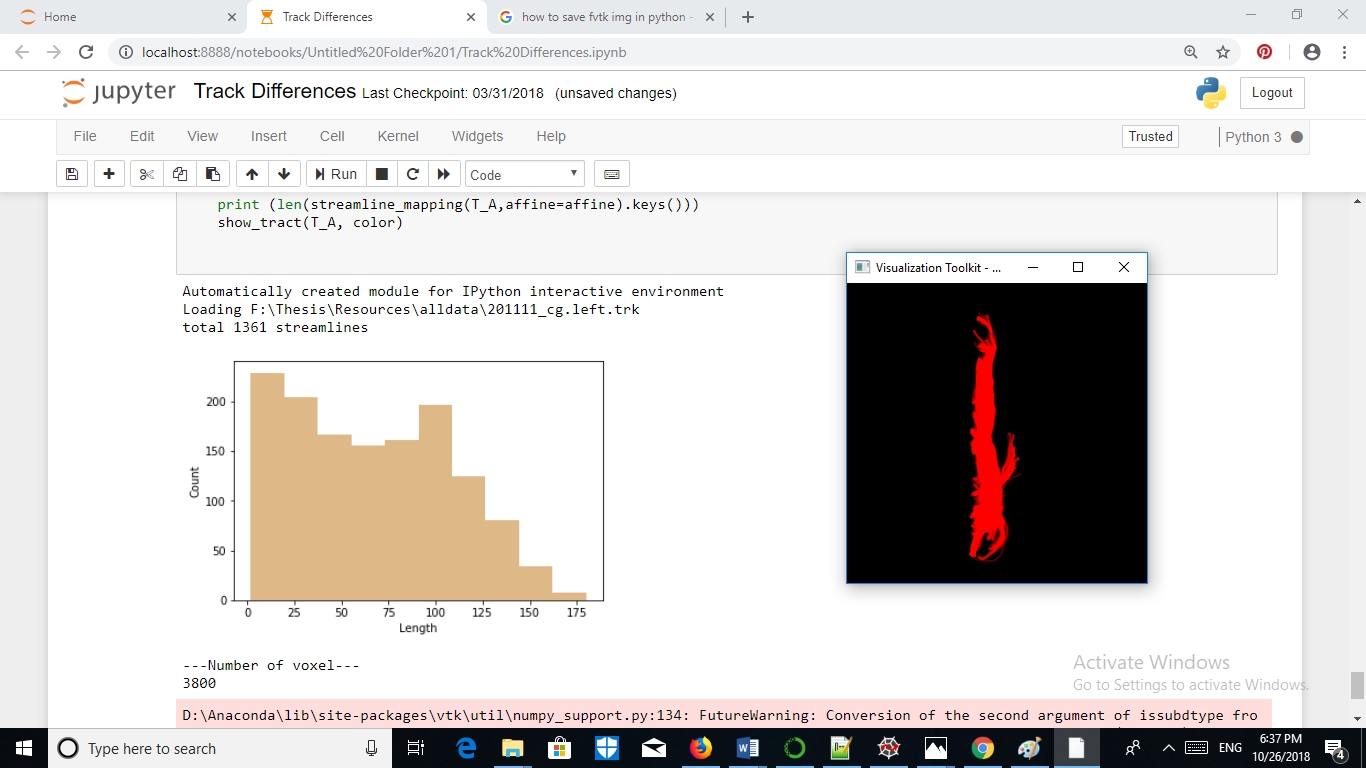 Home
Track Differences
how to save fvtk img in python -
localhost:8888/notebooks/Untitled%20Folder%201/Track%20Differences.ipynb
jupyter Track Differences Last Checkpoint: 03/31/2018 (unsaved changes)
Logout
File Edit View Insert Cell Kernel Widgets Help
Trusted
Python 3
Run
Code
print (len(streamline_mapping(T_A,affine=affine).keys()))
show_tract(T_A, color)
Automatically created module for IPython interactive environment
Loading F:\Thesis\Resources\alldata\201111_cg.left.trk
total 1361 streamlines
Visualization Toolkit - ...
200
150
100
50
0
Count
0 25 50 75 100 125 150 175
Length
---Number of voxel---
3800
Activate Windows
Go to Settings to activate Windows.
D:\Anaconda\lib\site-packages\vtk\util\numpy_support.py:134: FutureWarning: Conversion of the second argument of issubdtype fro
Type here to search
ENG
6:37 PM
10/26/2018
4